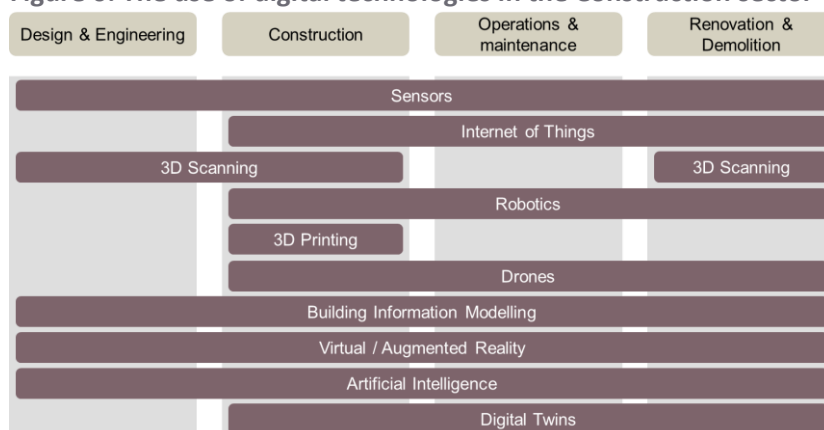 Figure 6. The use of digital technologies in the construction sector
Design & Engineering
Construction
Operations &
maintenance
Renovation &
Demolition
Sensors
Internet of Things
3D Scanning
3D Scanning
Robotics
3D Printing
Drones
Building Information Modelling
Virtual / Augmented Reality
Artificial Intelligence
Digital Twins